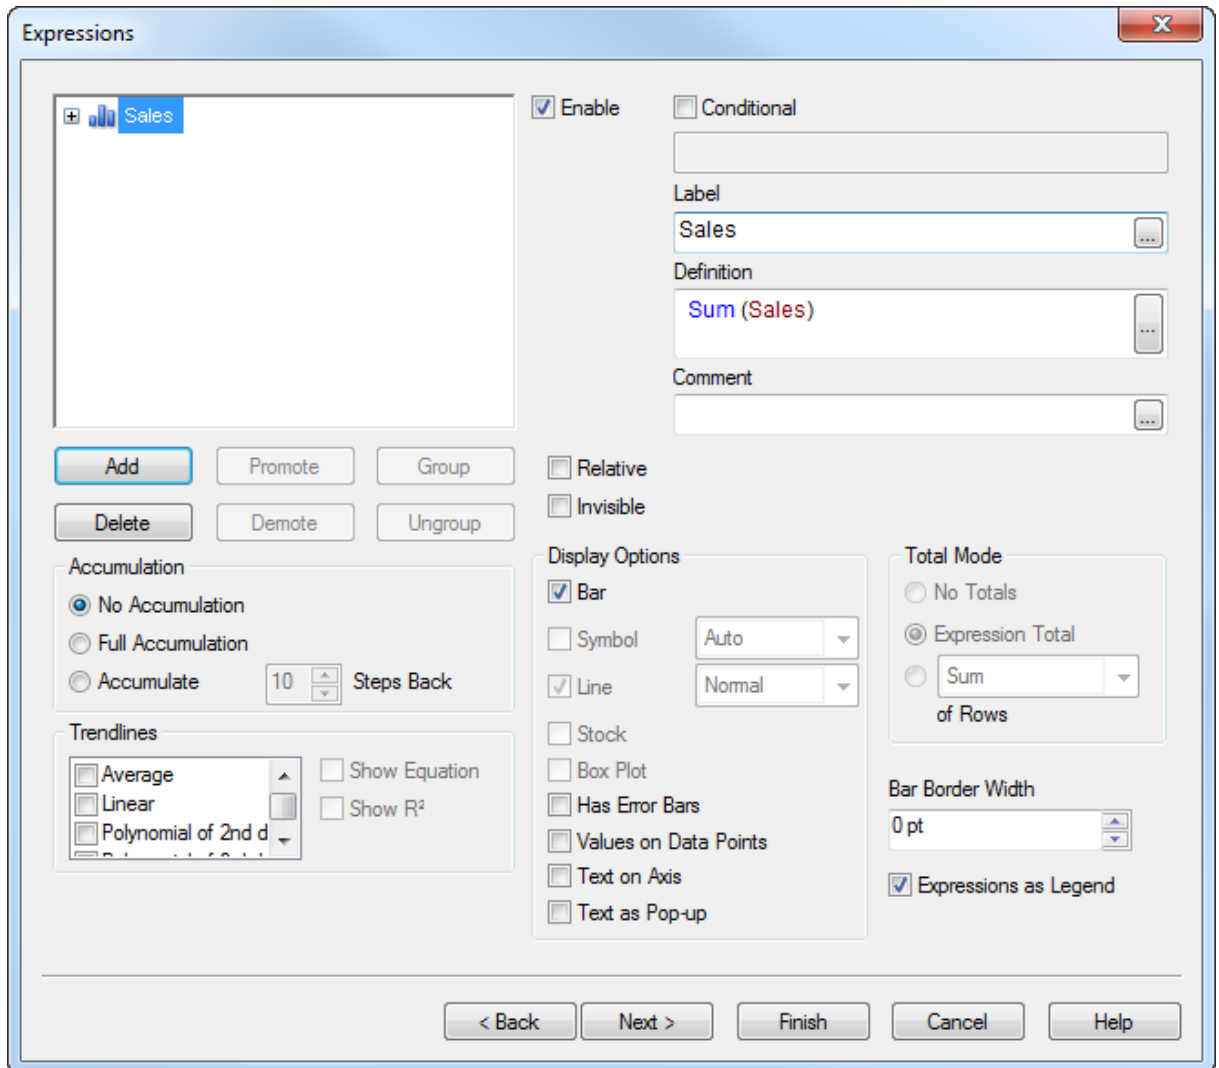 Expressions
Sales
Enable
Conditional
Label
Sales
...
Definition
Sum (Sales)
...
Comment
...
Add
Promote
Group
Delete
Demote
Ungroup
Relative
Invisible
Accumulation
No Accumulation
Full Accumulation
Accumulate 10 Steps Back
Trendlines
Average
Linear
Polynomial of 2nd d
Show Equation
Show R²
Display Options
Bar
Symbol Auto
Line Normal
Stock
Box Plot
Has Error Bars
Values on Data Points
Text on Axis
Text as Pop-up
Total Mode
No Totals
Expression Total
Sum
of Rows
Bar Border Width
0 pt
Expressions as Legend
< Back
Next >
Finish
Cancel
Help